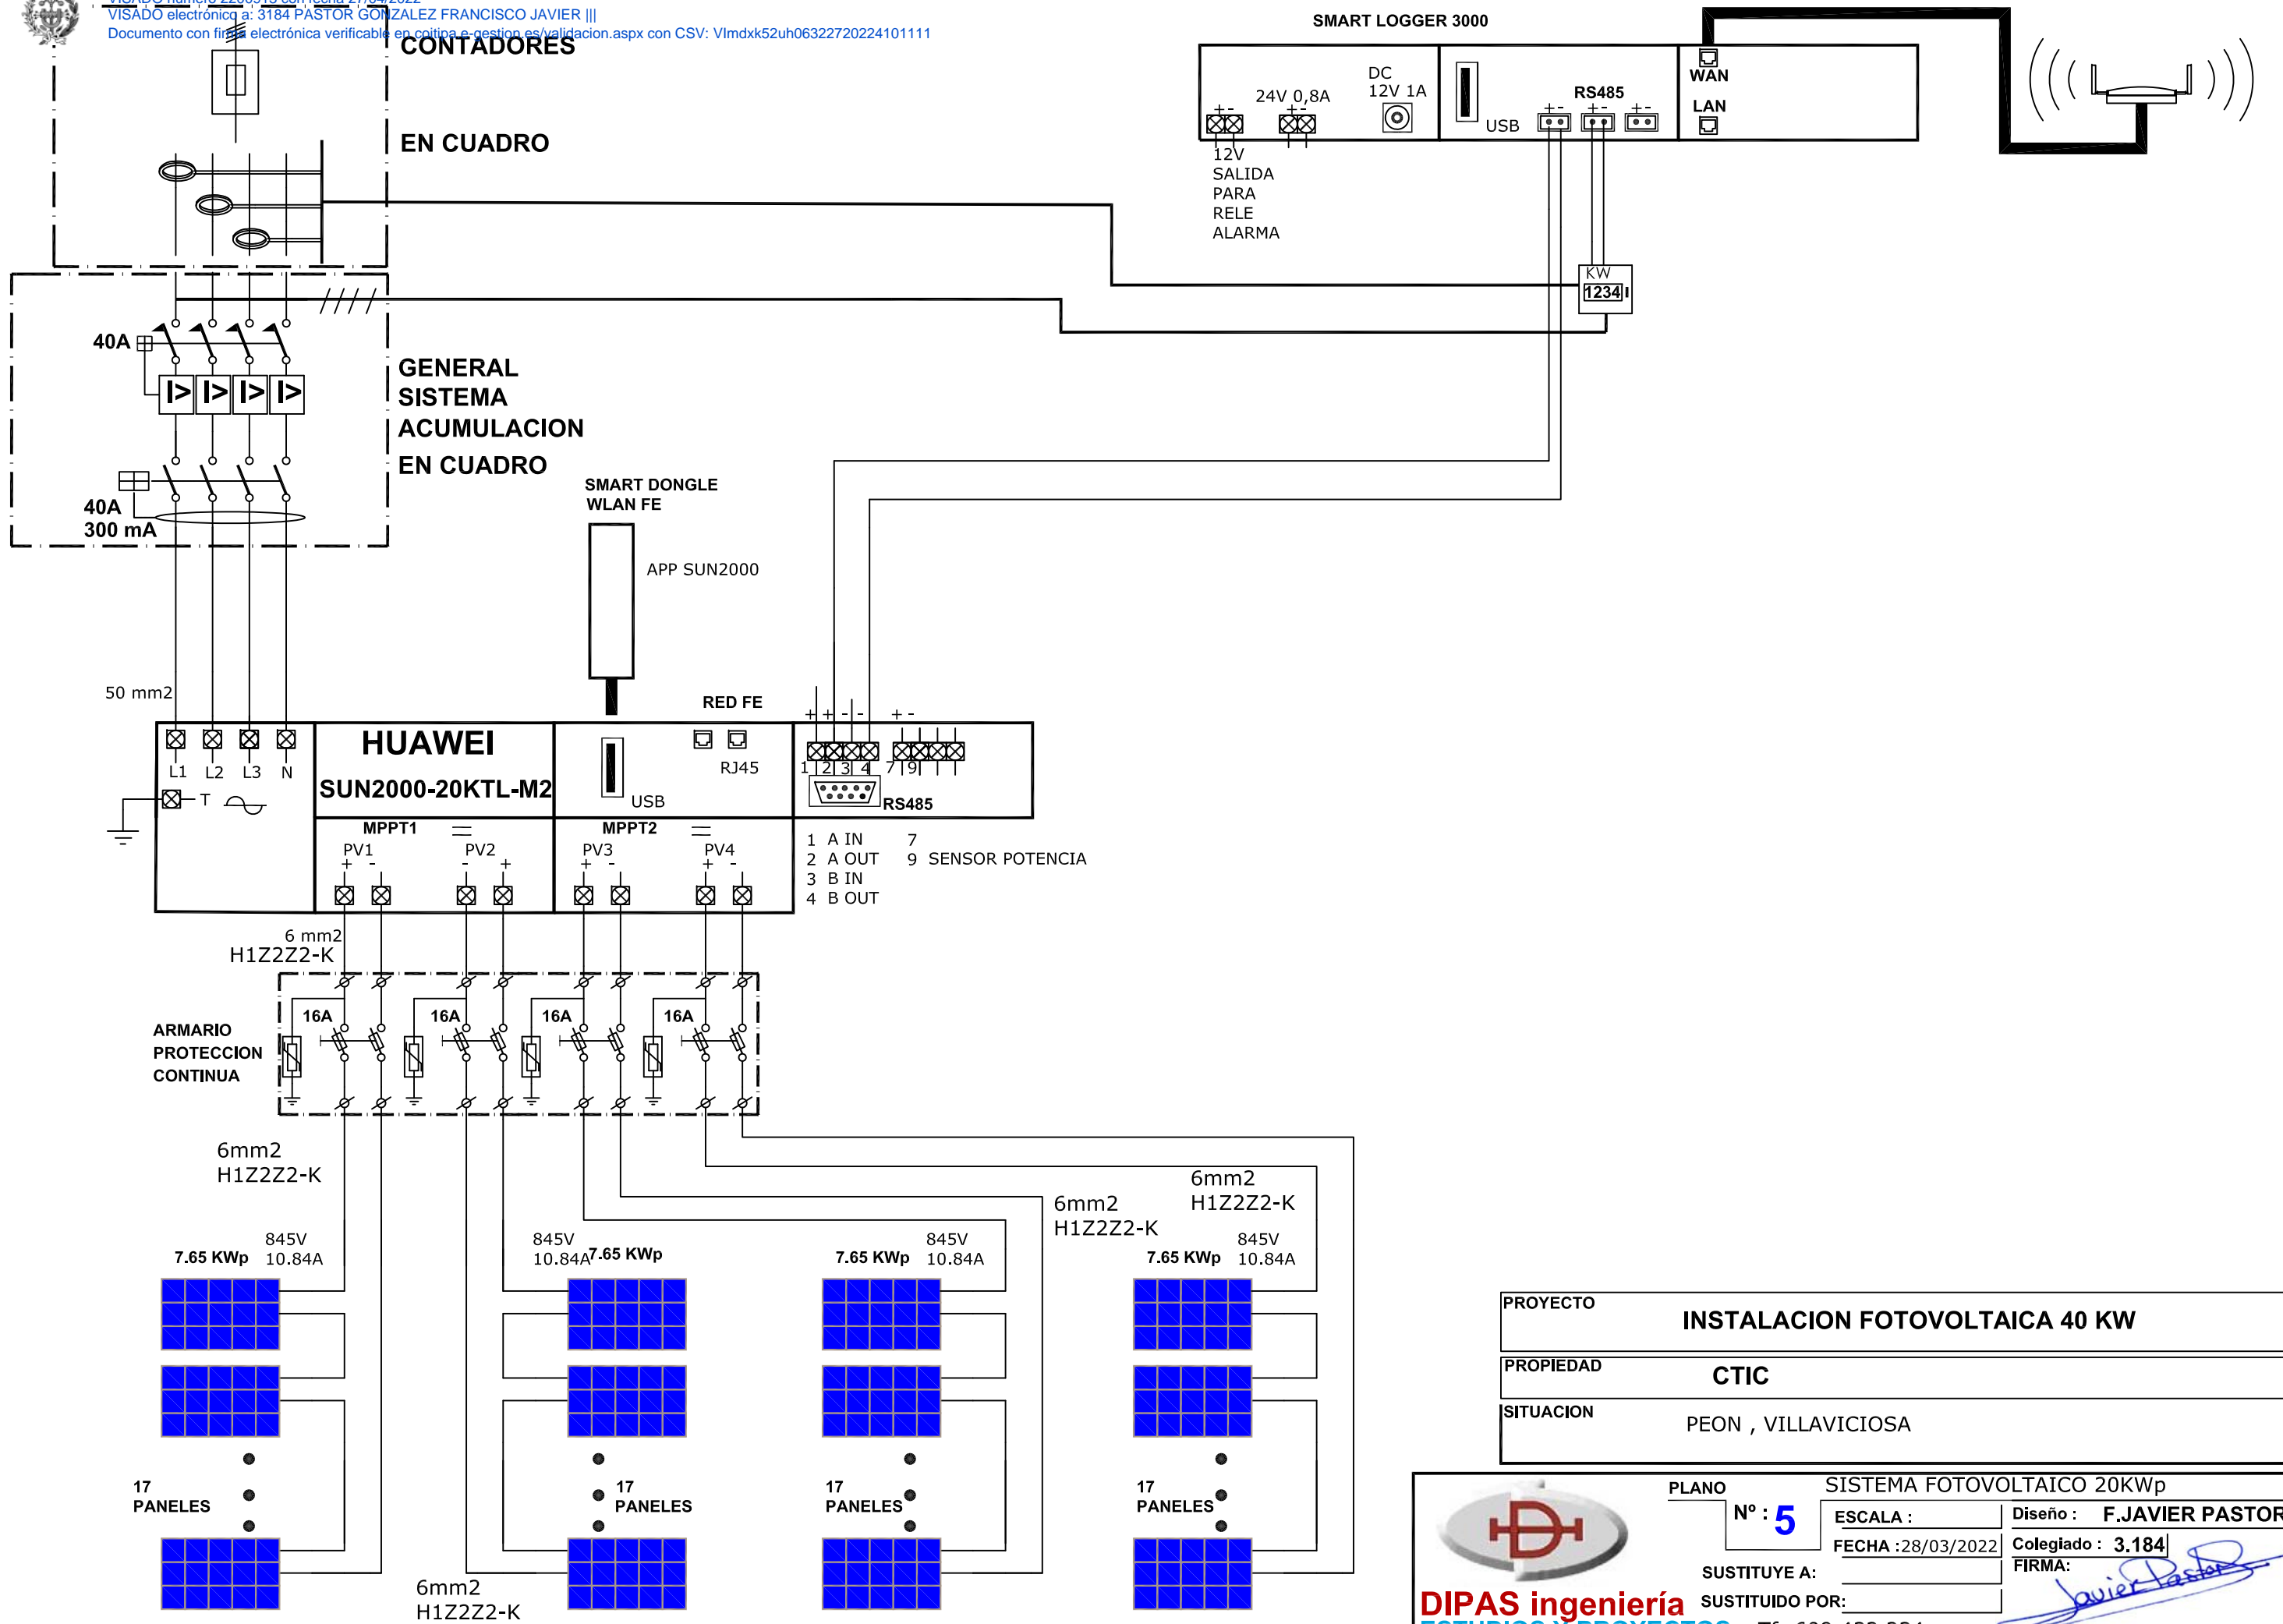 VISADO electrónico a: 3184 PASTOR GONZALEZ FRANCISCO JAVIER |||
Documento con firma electrónica verificable en coitipa.e-gestion.es/validacion.aspx con CSV: VImdxk52uh06322720224101111
CONTADORES
EN CUADRO
SMART LOGGER 3000
24V 0,8A
+-
+-
DC
12V 1A
USB
RS485
+-
+-
+-
WAN
LAN
12V
SALIDA
PARA
RELE
ALARMA
KW
1234
40A
I>
I>
I>
I>
GENERAL
SISTEMA
ACUMULACION
EN CUADRO
40A
300 mA
SMART DONGLE
WLAN FE
APP SUN2000
50 mm2
RED FE
L1 L2 L3 N
T
HUAWEI
SUN2000-20KTL-M2
USB
RJ45
+ + - -
+ -
1 2 3 4 7 9
RS485
MPPT1
PV1
+ -
PV2
- +
MPPT2
PV3
+ -
PV4
+ -
1 A IN 7
2 A OUT 9 SENSOR POTENCIA
3 B IN
4 B OUT
6 mm2
H1Z2Z2-K
ARMARIO
PROTECCION
CONTINUA
16A
16A
16A
16A
6mm2
H1Z2Z2-K
6mm2
H1Z2Z2-K
6mm2
H1Z2Z2-K
7.65 KWp
845V
10.84A
845V
10.84A
7.65 KWp
7.65 KWp
845V
10.84A
7.65 KWp
845V
10.84A
17
PANELES
17
PANELES
17
PANELES
17
PANELES
6mm2
H1Z2Z2-K
PROYECTO
INSTALACION FOTOVOLTAICA 40 KW
PROPIEDAD
CTIC
SITUACION
PEON , VILLAVICIOSA
PLANO
SISTEMA FOTOVOLTAICO 20KWp
Nº : 5
ESCALA :
Diseño : F.JAVIER PASTOR
FECHA :28/03/2022
Colegiado : 3.184
SUSTITUYE A:
FIRMA:
Javier Pastor
SUSTITUIDO POR:
DIPAS ingeniería